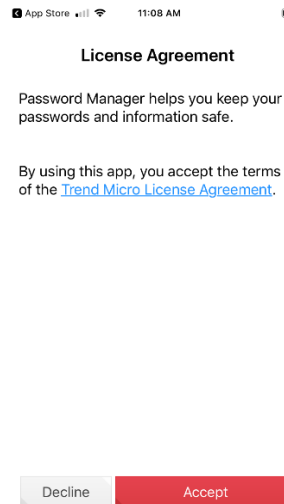 App Store 11:08 AM
License Agreement
Password Manager helps you keep your
passwords and information safe.
By using this app, you accept the terms
of the Trend Micro License Agreement.
Decline Accept